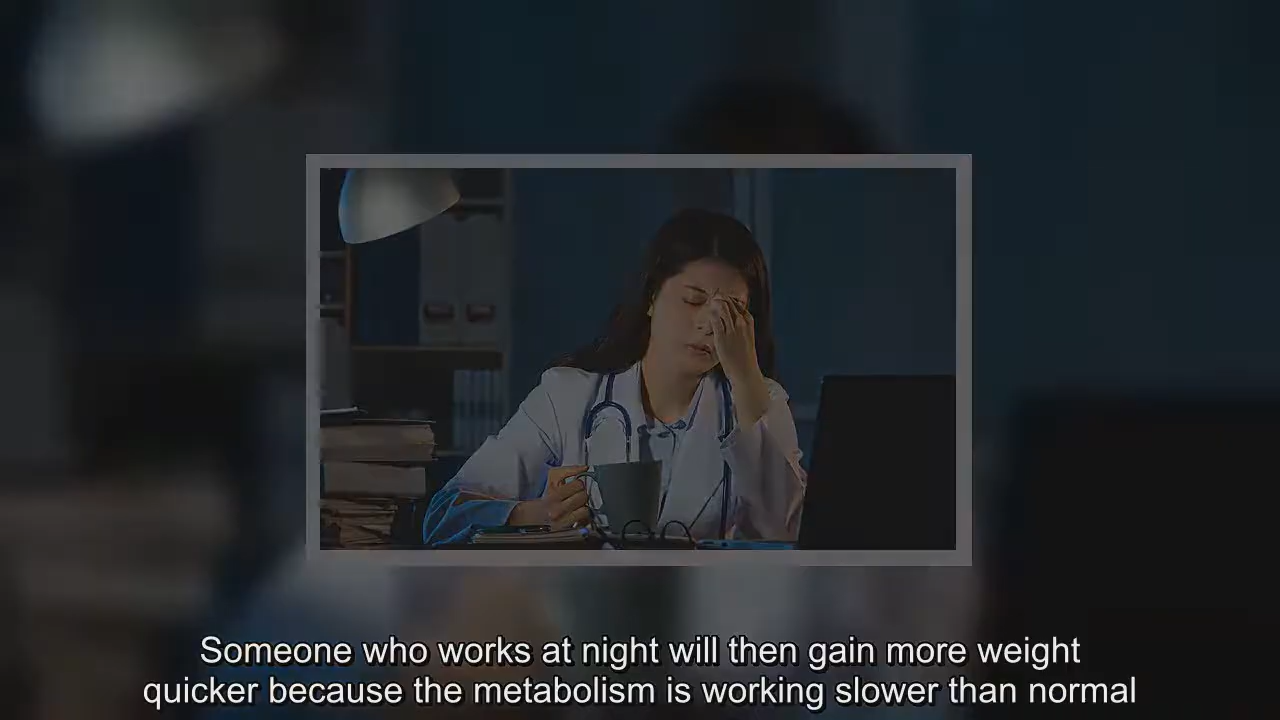 Someone who works at night will then gain more weight
quicker because the metabolism is working slower than normal